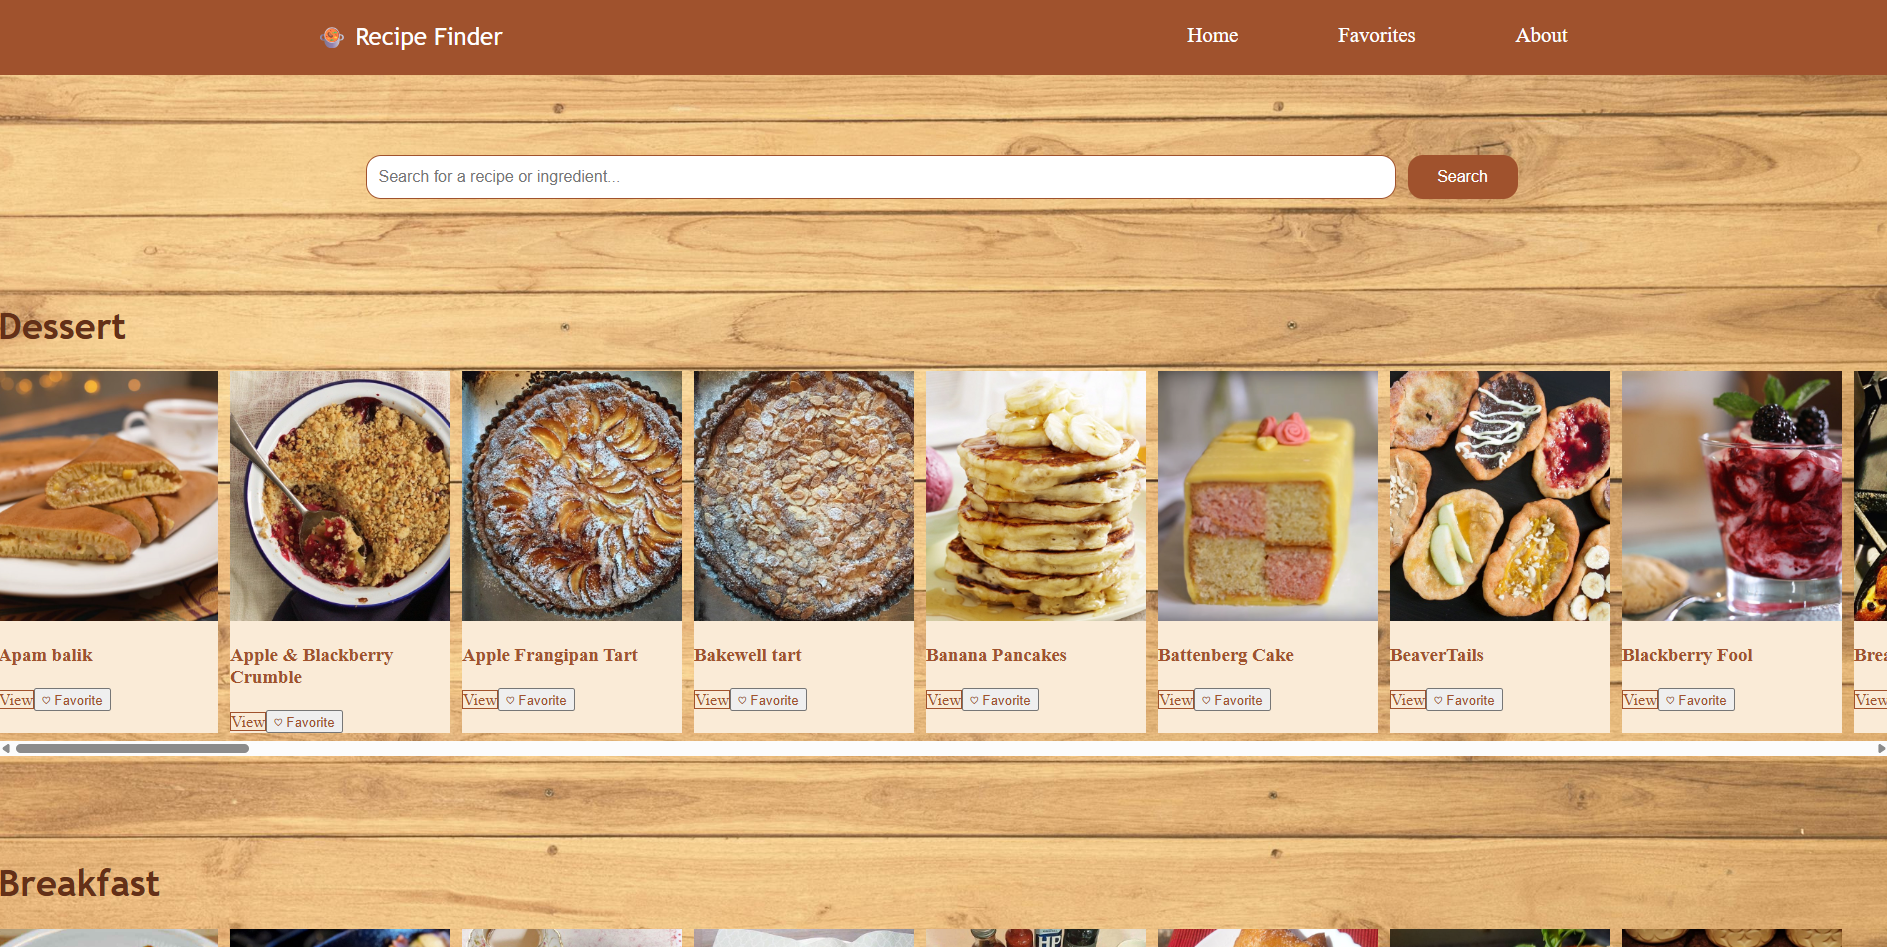 Recipe Finder
Home
Favorites
About
Search for a recipe or ingredient...
Search
Dessert
Apam balik
View ♡ Favorite
Apple & Blackberry
Crumble
View ♡ Favorite
Apple Frangipan Tart
View ♡ Favorite
Bakewell tart
View ♡ Favorite
Banana Pancakes
View ♡ Favorite
Battenberg Cake
View ♡ Favorite
BeaverTails
View ♡ Favorite
Blackberry Fool
View ♡ Favorite
Brea
View
Breakfast
HP